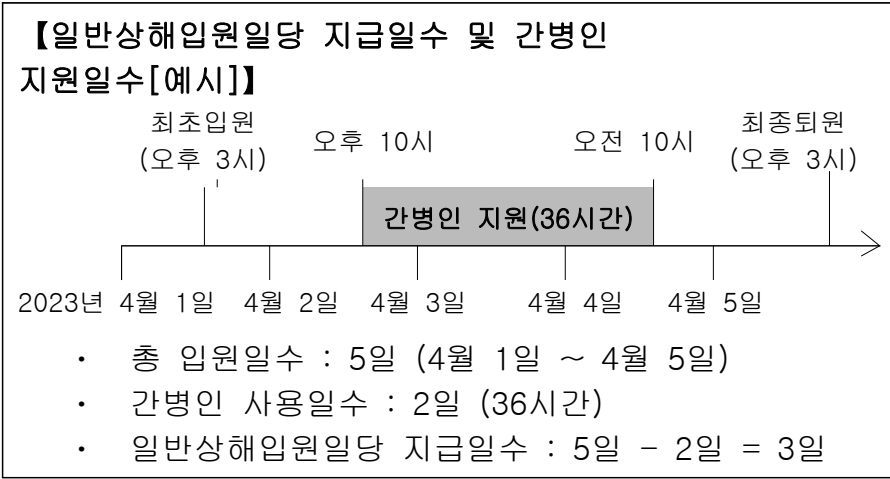 【일반상해입원일당 지급일수 및 간병인
지원일수[예시]】
최초입원
(오후 3시)
오후 10시
오전 10시
최종퇴원
(오후 3시)
간병인 지원(36시간)
2023년 4월 1일 4월 2일 4월 3일 4월 4일 4월 5일
· 총 입원일수 : 5일 (4월 1일 ~ 4월 5일)
· 간병인 사용일수 : 2일 (36시간)
· 일반상해입원일당 지급일수 : 5일 - 2일 = 3일